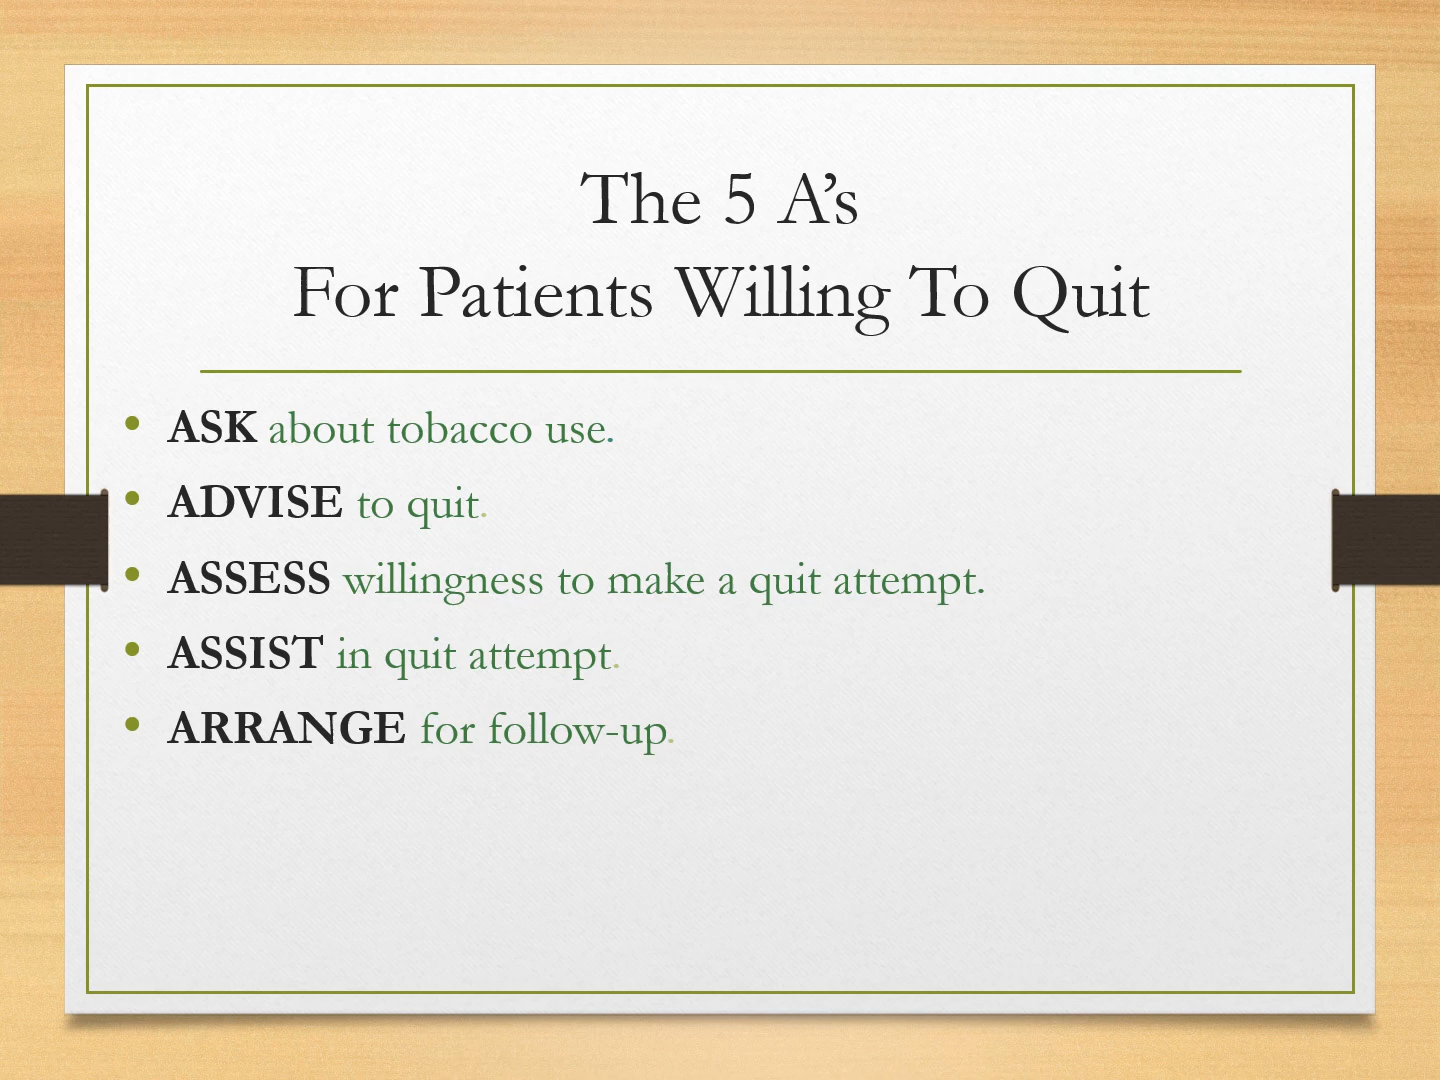 The 5 A’s
For Patients Willing To Quit
• ASK about tobacco use.
• ADVISE to quit.
• ASSESS willingness to make a quit attempt.
• ASSIST in quit attempt.
• ARRANGE for follow-up.